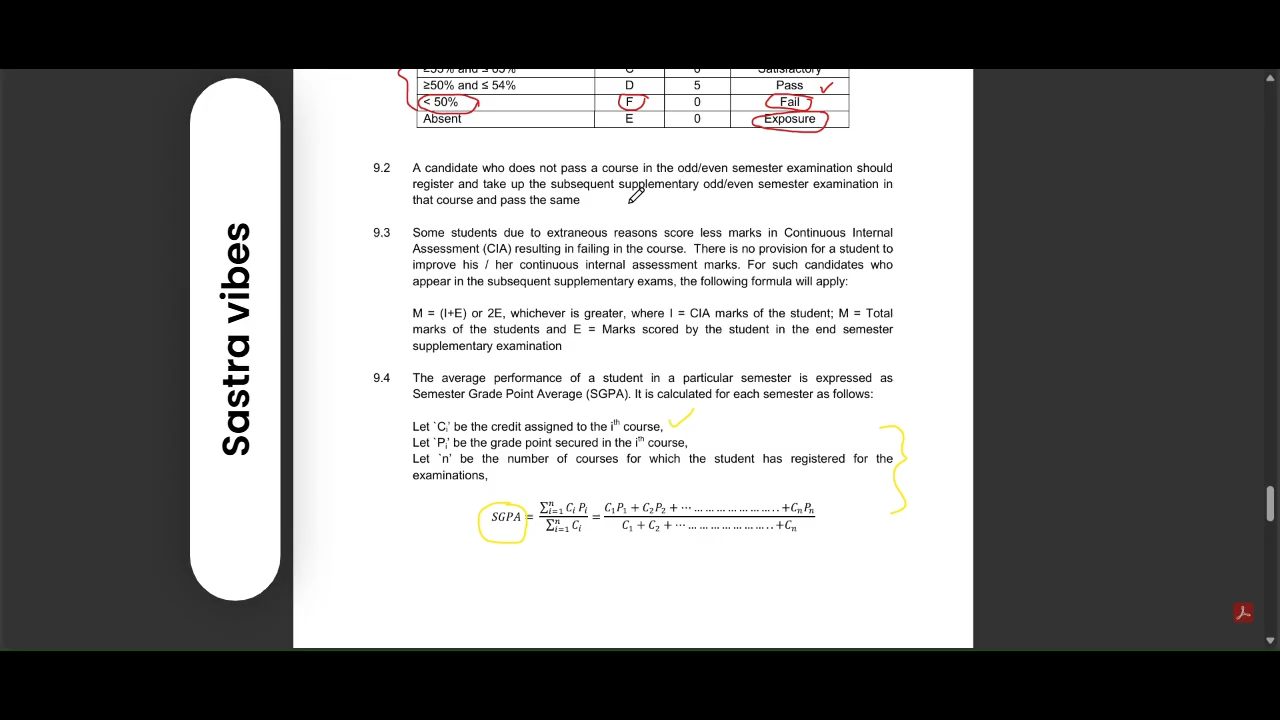 Sastra vibes
≥55% and ≤ 65% C 6 Satisfactory
≥50% and ≤ 54% D 5 Pass
< 50% F 0 Fail
Absent E 0 Exposure
9.2 A candidate who does not pass a course in the odd/even semester examination should
register and take up the subsequent supplementary odd/even semester examination in
that course and pass the same
9.3 Some students due to extraneous reasons score less marks in Continuous Internal
Assessment (CIA) resulting in failing in the course. There is no provision for a student to
improve his / her continuous internal assessment marks. For such candidates who
appear in the subsequent supplementary exams, the following formula will apply:
M = (I+E) or 2E, whichever is greater, where I = CIA marks of the student; M = Total
marks of the students and E = Marks scored by the student in the end semester
supplementary examination
9.4 The average performance of a student in a particular semester is expressed as
Semester Grade Point Average (SGPA). It is calculated for each semester as follows:
Let `Cᵢ' be the credit assigned to the iᵗʰ course,
Let `Pᵢ' be the grade point secured in the iᵗʰ course,
Let `n' be the number of courses for which the student has registered for the
examinations,
SGPA = ∑ⁿᵢ₌₁ Cᵢ Pᵢ / ∑ⁿᵢ₌₁ Cᵢ = C₁P₁ + C₂P₂ + ⋯ … … … … … … … . . +CₙPₙ / C₁ + C₂ + ⋯ … … … … … … … . . +Cₙ